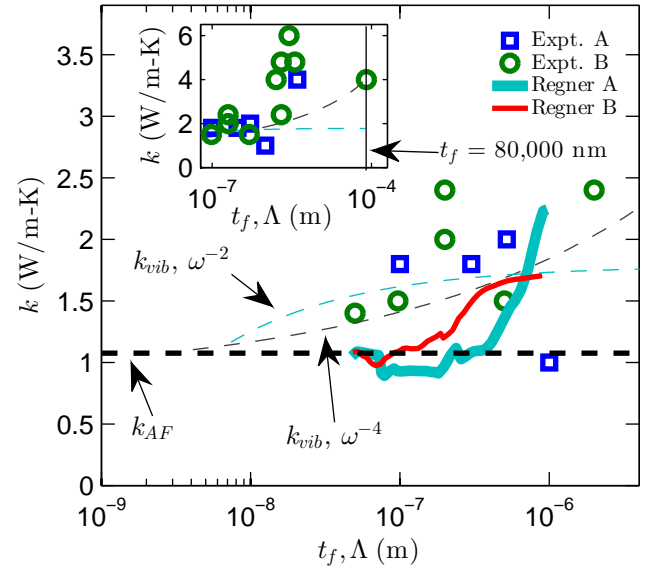 3.5
3
2.5
2
1.5
1
0.5
0
k (W/m-K)
10⁻⁹
10⁻⁸
10⁻⁷
10⁻⁶
t_f, Λ (m)
6
4
2
0
k (W/m-K)
10⁻⁷
10⁻⁴
t_f, Λ (m)
Expt. A
Expt. B
Regner A
Regner B
t_f = 80,000 nm
k_vib, ω⁻²
k_AF
k_vib, ω⁻⁴